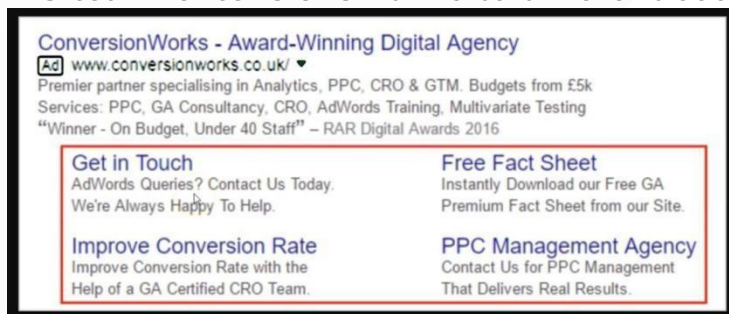 ConversionWorks - Award-Winning Digital Agency
Ad www.conversionworks.co.uk/
Premier partner specialising in Analytics, PPC, CRO & GTM. Budgets from £5k
Services: PPC, GA Consultancy, CRO, AdWords Training, Multivariate Testing
“Winner - On Budget, Under 40 Staff” – RAR Digital Awards 2016
Get in Touch
AdWords Queries? Contact Us Today.
We're Always Happy To Help.
Free Fact Sheet
Instantly Download our Free GA
Premium Fact Sheet from our Site.
Improve Conversion Rate
Improve Conversion Rate with the
Help of a GA Certified CRO Team.
PPC Management Agency
Contact Us for PPC Management
That Delivers Real Results.